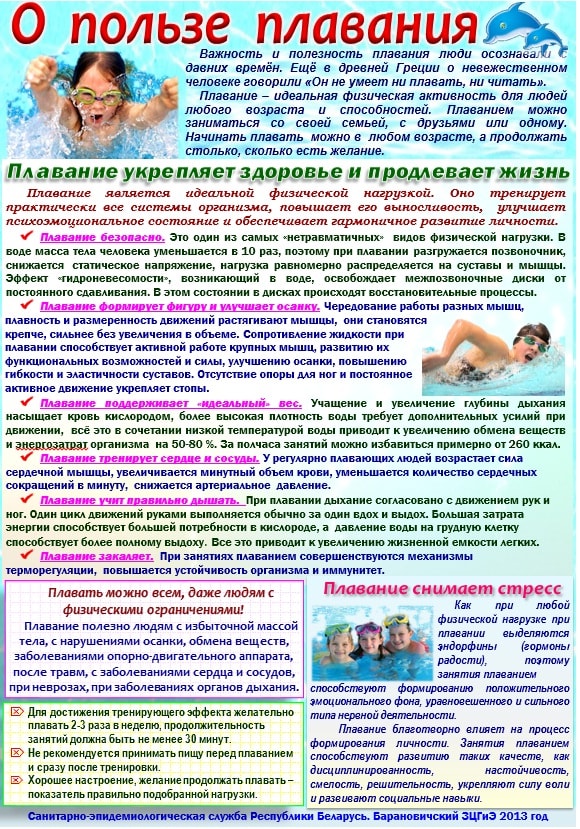 О пользе плавания
Важность и полезность плавания люди осознавали с
давних времён. Ещё в древней Греции о невежественном
человеке говорили «Он не умеет ни плавать, ни читать».
Плавание – идеальная физическая активность для людей
любого возраста и способностей. Плаванием можно
заниматься со своей семьей, с друзьями или одному.
Начинать плавать можно в любом возрасте, а продолжать
столько, сколько есть желание.
Плавание укрепляет здоровье и продлевает жизнь
Плавание является идеальной физической нагрузкой. Оно тренирует
практически все системы организма, повышает его выносливость, улучшает
психоэмоциональное состояние и обеспечивает гармоничное развитие личности.
✓ Плавание безопасно. Это один из самых «нетравматичных» видов физической нагрузки. В
воде масса тела человека уменьшается в 10 раз, поэтому при плавании разгружается позвоночник,
снижается статическое напряжение, нагрузка равномерно распределяется на суставы и мышцы.
Эффект «гидроневесомости», возникающий в воде, освобождает межпозвоночные диски от
постоянного сдавливания. В этом состоянии в дисках происходят восстановительные процессы.
✓ Плавание формирует фигуру и улучшает осанку. Чередование работы разных мышц,
плавность и размеренность движений растягивают мышцы, они становятся
крепче, сильнее без увеличения в объеме. Сопротивление жидкости при
плавании способствует активной работе крупных мышц, развитию их
функциональных возможностей и силы, улучшению осанки, повышению
гибкости и эластичности суставов. Отсутствие опоры для ног и постоянное
активное движение укрепляет стопы.
✓ Плавание поддерживает «идеальный» вес. Учащение и увеличение глубины дыхания
насыщает кровь кислородом, более высокая плотность воды требует дополнительных усилий при
движении, всё это в сочетании низкой температурой воды приводит к увеличению обмена веществ
и энергозатрат организма на 50-80 %. За полчаса занятий можно избавиться примерно от 260 ккал.
✓ Плавание тренирует сердце и сосуды. У регулярно плавающих людей возрастает сила
сердечной мышцы, увеличивается минутный объем крови, уменьшается количество сердечных
сокращений в минуту, снижается артериальное давление.
✓ Плавание учит правильно дышать. При плавании дыхание согласовано с движением рук и
ног. Один цикл движений руками выполняется обычно за один вдох и выдох. Большая затрата
энергии способствует большей потребности в кислороде, а давление воды на грудную клетку
способствует более полному выдоху. Все это приводит к увеличению жизненной емкости легких.
✓ Плавание закаляет. При занятиях плаванием совершенствуются механизмы
терморегуляции, повышается устойчивость организма и иммунитет.
Плавать можно всем, даже людям с
физическими ограничениями!
Плавание полезно людям с избыточной массой
тела, с нарушениями осанки, обмена веществ,
заболеваниями опорно-двигательного аппарата,
после травм, с заболеваниями сердца и сосудов,
при неврозах, при заболеваниях органов дыхания.
Для достижения тренирующего эффекта желательно
плавать 2-3 раза в неделю, продолжительность
занятий должна быть не менее 30 минут.
Не рекомендуется принимать пищу перед плаванием
и сразу после тренировки.
Хорошее настроение, желание продолжать плавать –
показатель правильно подобранной нагрузки.
Плавание снимает стресс
Как при любой
физической нагрузке при
плавании выделяются
эндорфины (гормоны
радости), поэтому
занятия плаванием
способствуют формированию положительного
эмоционального фона, уравновешенного и сильного
типа нервной деятельности.
Плавание благотворно влияет на процесс
формирования личности. Занятия плаванием
способствуют развитию таких качеств, как
дисциплинированность, настойчивость,
смелость, решительность, укрепляют силу воли
и развивают социальные навыки.
Санитарно-эпидемиологическая служба Республики Беларусь. Барановичский ЗЦГиЭ 2013 год